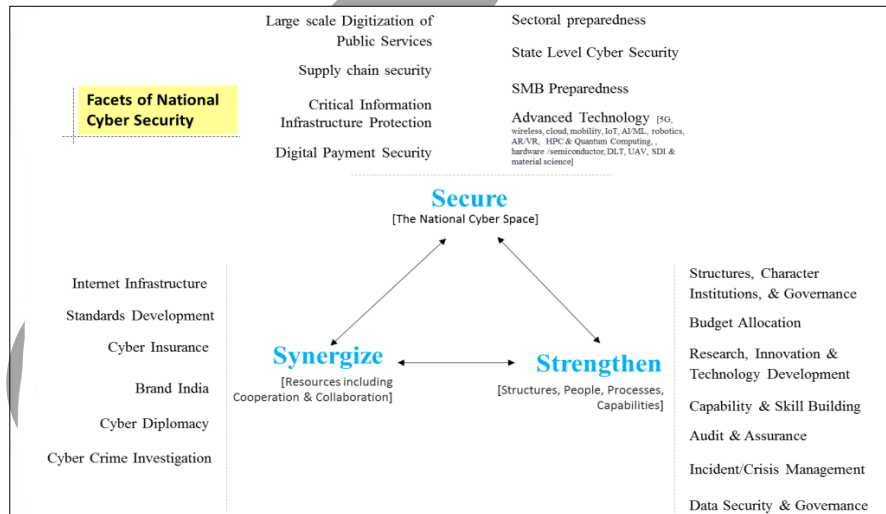 Facets of National
Cyber Security
Large scale Digitization of
Public Services
Supply chain security
Critical Information
Infrastructure Protection
Digital Payment Security
Sectoral preparedness
State Level Cyber Security
SMB Preparedness
Advanced Technology [5G,
wireless, cloud, mobility, IoT, AI/ML, robotics,
AR/VR, HPC & Quantum Computing, ,
hardware /semiconductor, DLT, UAV, SDI &
material science]
Secure
[The National Cyber Space]
Internet Infrastructure
Standards Development
Cyber Insurance
Brand India
Cyber Diplomacy
Cyber Crime Investigation
Synergize
[Resources including
Cooperation & Collaboration]
Strengthen
[Structures, People, Processes,
Capabilities]
Structures, Character
Institutions, & Governance
Budget Allocation
Research, Innovation &
Technology Development
Capability & Skill Building
Audit & Assurance
Incident/Crisis Management
Data Security & Governance